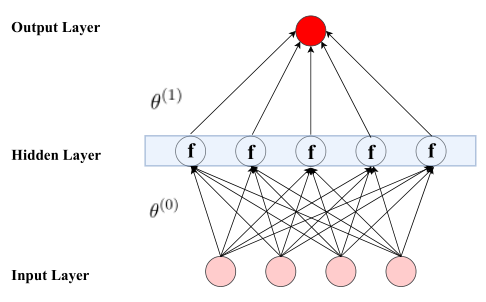 Output Layer
θ⁽¹⁾
Hidden Layer f f f f f
θ⁽⁰⁾
Input Layer